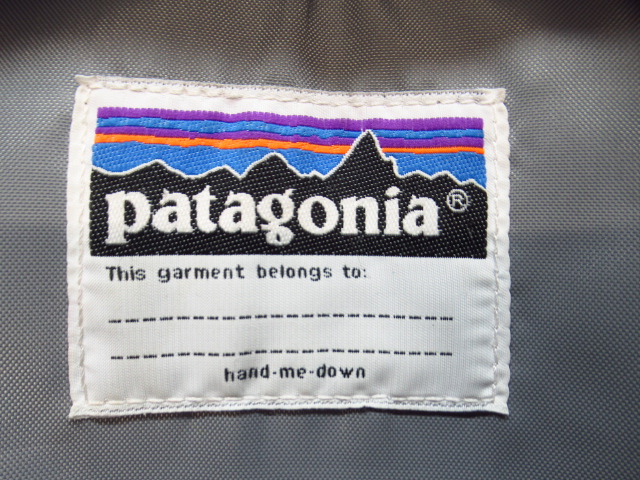 patagonia®
This garment belongs to:
hand-me-down